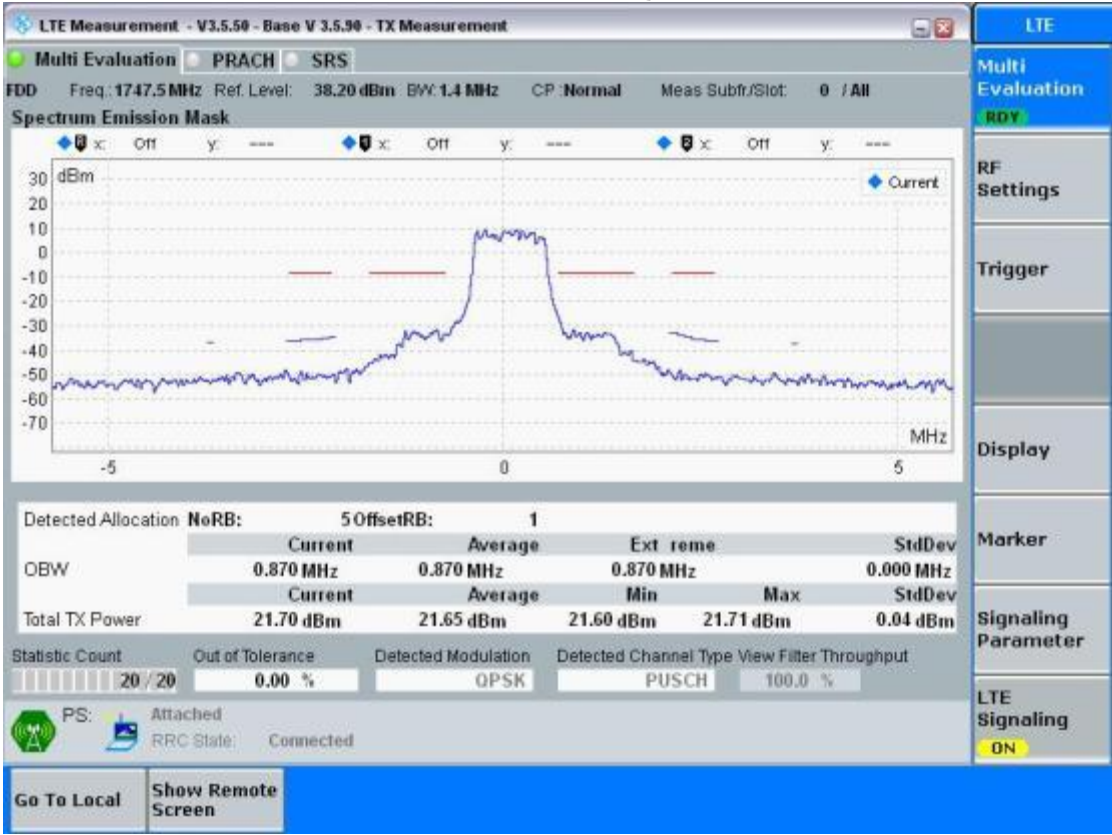 LTE Measurement - V3.5.50 - Base V 3.5.90 - TX Measurement
LTE
Multi Evaluation PRACH SRS
FDD Freq.: 1747.5 MHz Ref. Level: 38.20 dBm BW: 1.4 MHz CP :Normal Meas Subfr./Slot: 0 / All
Spectrum Emission Mask
x: Off y: --- x: Off y: --- x: Off y: ---
dBm
Current
30
20
10
0
-10
-20
-30
-40
-50
-60
-70
MHz
-5 0 5
Detected Allocation NoRB: 5 OffsetRB: 1
Current Average Ext reme StdDev
OBW 0.870 MHz 0.870 MHz 0.870 MHz 0.000 MHz
Current Average Min Max StdDev
Total TX Power 21.70 dBm 21.65 dBm 21.60 dBm 21.71 dBm 0.04 dBm
Statistic Count Out of Tolerance Detected Modulation Detected Channel Type View Filter Throughput
20 / 20 0.00 % QPSK PUSCH 100.0 %
PS: Attached
RRC State: Connected
Multi
Evaluation
RDY
RF
Settings
Trigger
Display
Marker
Signaling
Parameter
LTE
Signaling
ON
Go To Local
Show Remote
Screen